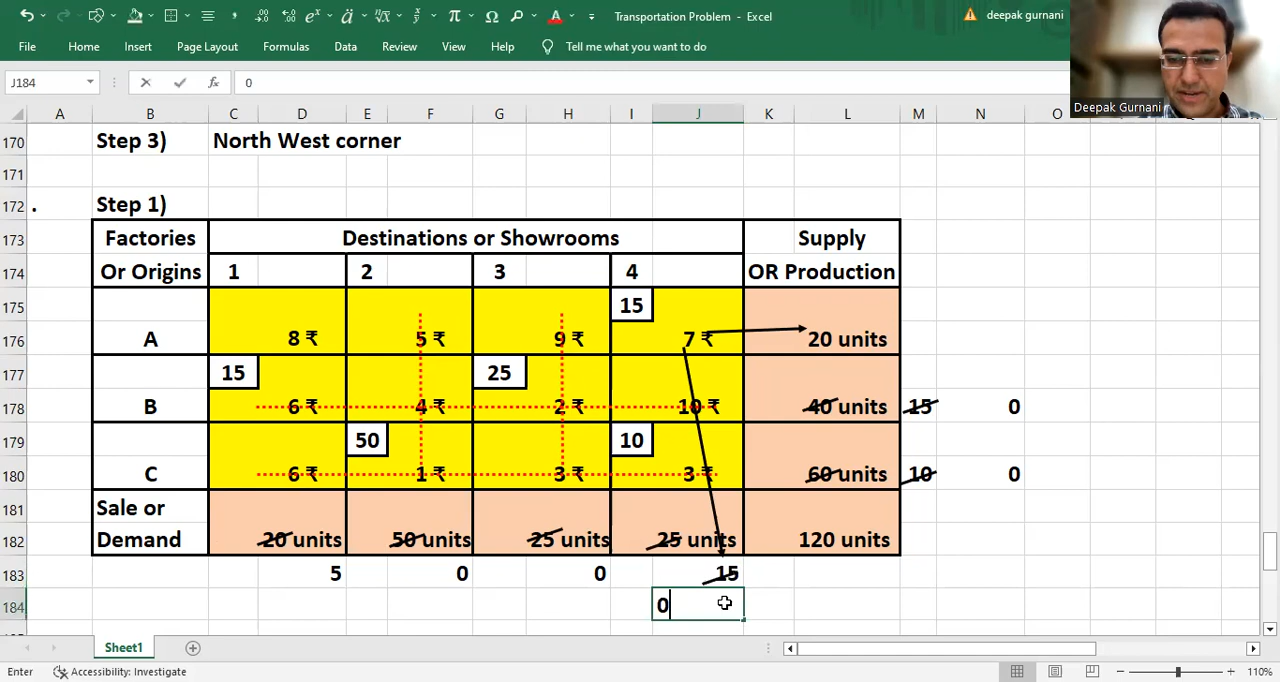 Transportation Problem - Excel
deepak gurnani
File Home Insert Page Layout Formulas Data Review View Help Tell me what you want to do
Deepak Gurnani
J184 fx 0
A B C D E F G H I J K L M N O P Q
170 Step 3) North West corner
171
172 . Step 1)
173 Factories Destinations or Showrooms Supply
174 Or Origins 1 2 3 4 OR Production
175 15
176 A 8 ₹ 5 ₹ 9 ₹ 7 ₹ 20 units
177 15 25
178 B 6 ₹ 4 ₹ 2 ₹ 10 ₹ 40 units 15 0
179 50 10
180 C 6 ₹ 1 ₹ 3 ₹ 3 ₹ 60 units 10 0
181 Sale or
182 Demand 20 units 50 units 25 units 25 units 120 units
183 5 0 0 15
184 0
Sheet1
Enter Accessibility: Investigate 110%